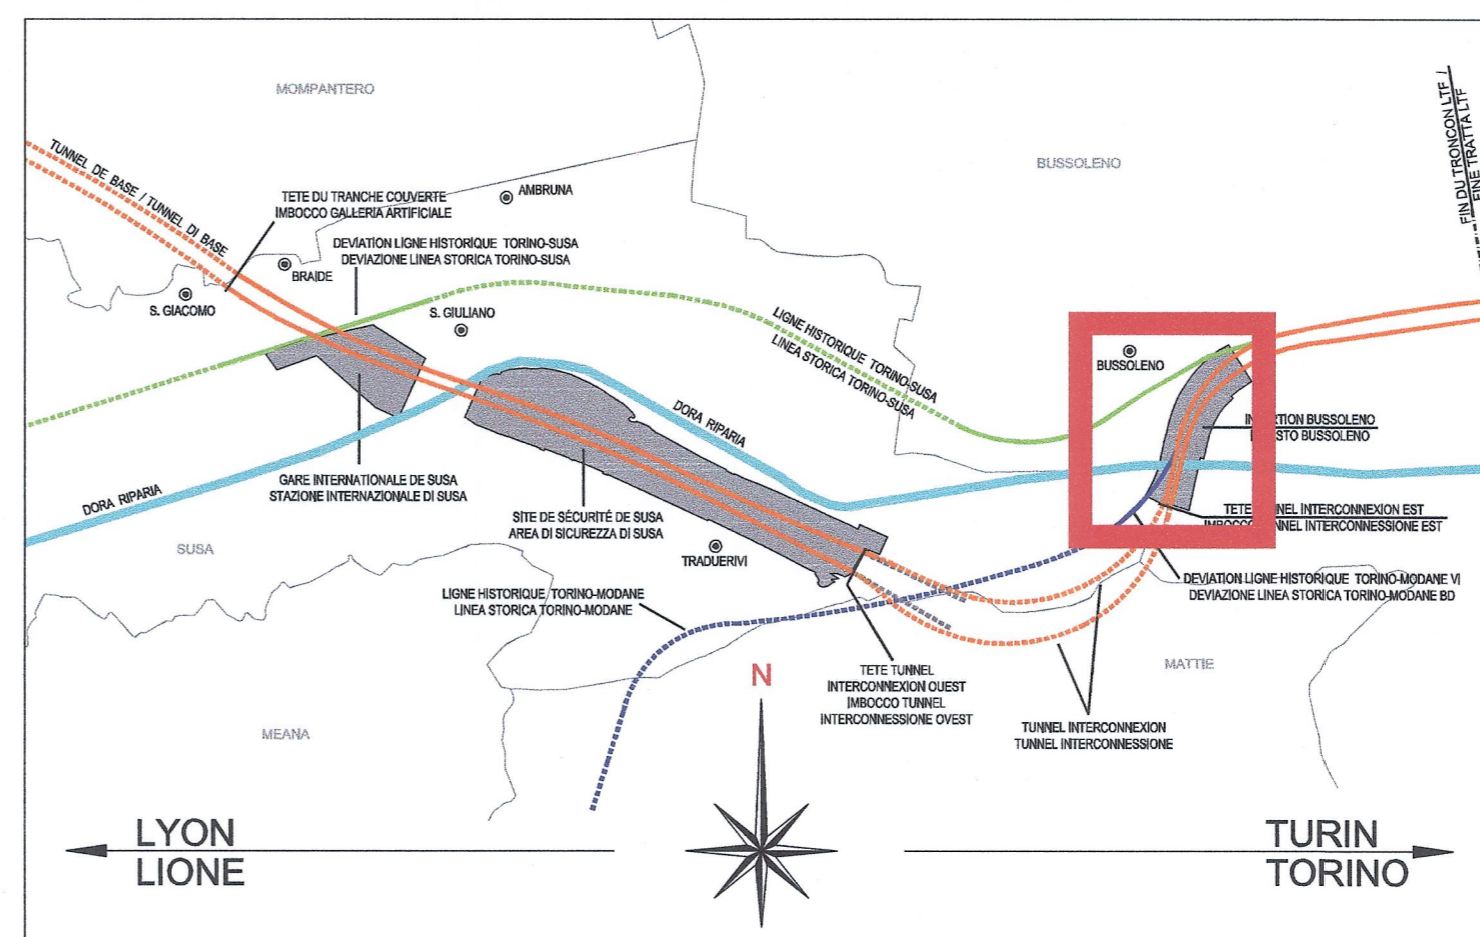 MOMPANTERO
BUSSOLENO
FIN DU TRONCON LTF /
FINE TRATTA LTF
TUNNEL DE BASE / TUNNEL DI BASE
TETE DU TRANCHE COUVERTE
IMBOCCO GALLERIA ARTIFICIALE
AMBRUNA
DEVIATION LIGNE HISTORIQUE TORINO-SUSA
DEVIAZIONE LINEA STORICA TORINO-SUSA
BRAIDE
S. GIACOMO
S. GIULIANO
LIGNE HISTORIQUE TORINO-SUSA
LINEA STORICA TORINO-SUSA
BUSSOLENO
DORA RIPARIA
BUSSOLENO
BUSSOLENO
GARE INTERNATIONALE DE SUSA
STAZIONE INTERNAZIONALE DI SUSA
DORA RIPARIA
SITE DE SÉCURITÉ DE SUSA
AREA DI SICUREZZA DI SUSA
TETE INTERCONNEXION EST
INTERCONNESSIONE EST
SUSA
TRADUERIVI
LIGNE HISTORIQUE TORINO-MODANE
LINEA STORICA TORINO-MODANE
DEVIATION LIGNE HISTORIQUE TORINO-MODANE VI
DEVIAZIONE LINEA STORICA TORINO-MODANE BD
TETE TUNNEL
INTERCONNEXION OUEST
IMBOCCO TUNNEL
INTERCONNESSIONE OVEST
MATTIE
N
MEANA
TUNNEL INTERCONNEXION
TUNNEL INTERCONNESSIONE
LYON
LIONE
TURIN
TORINO